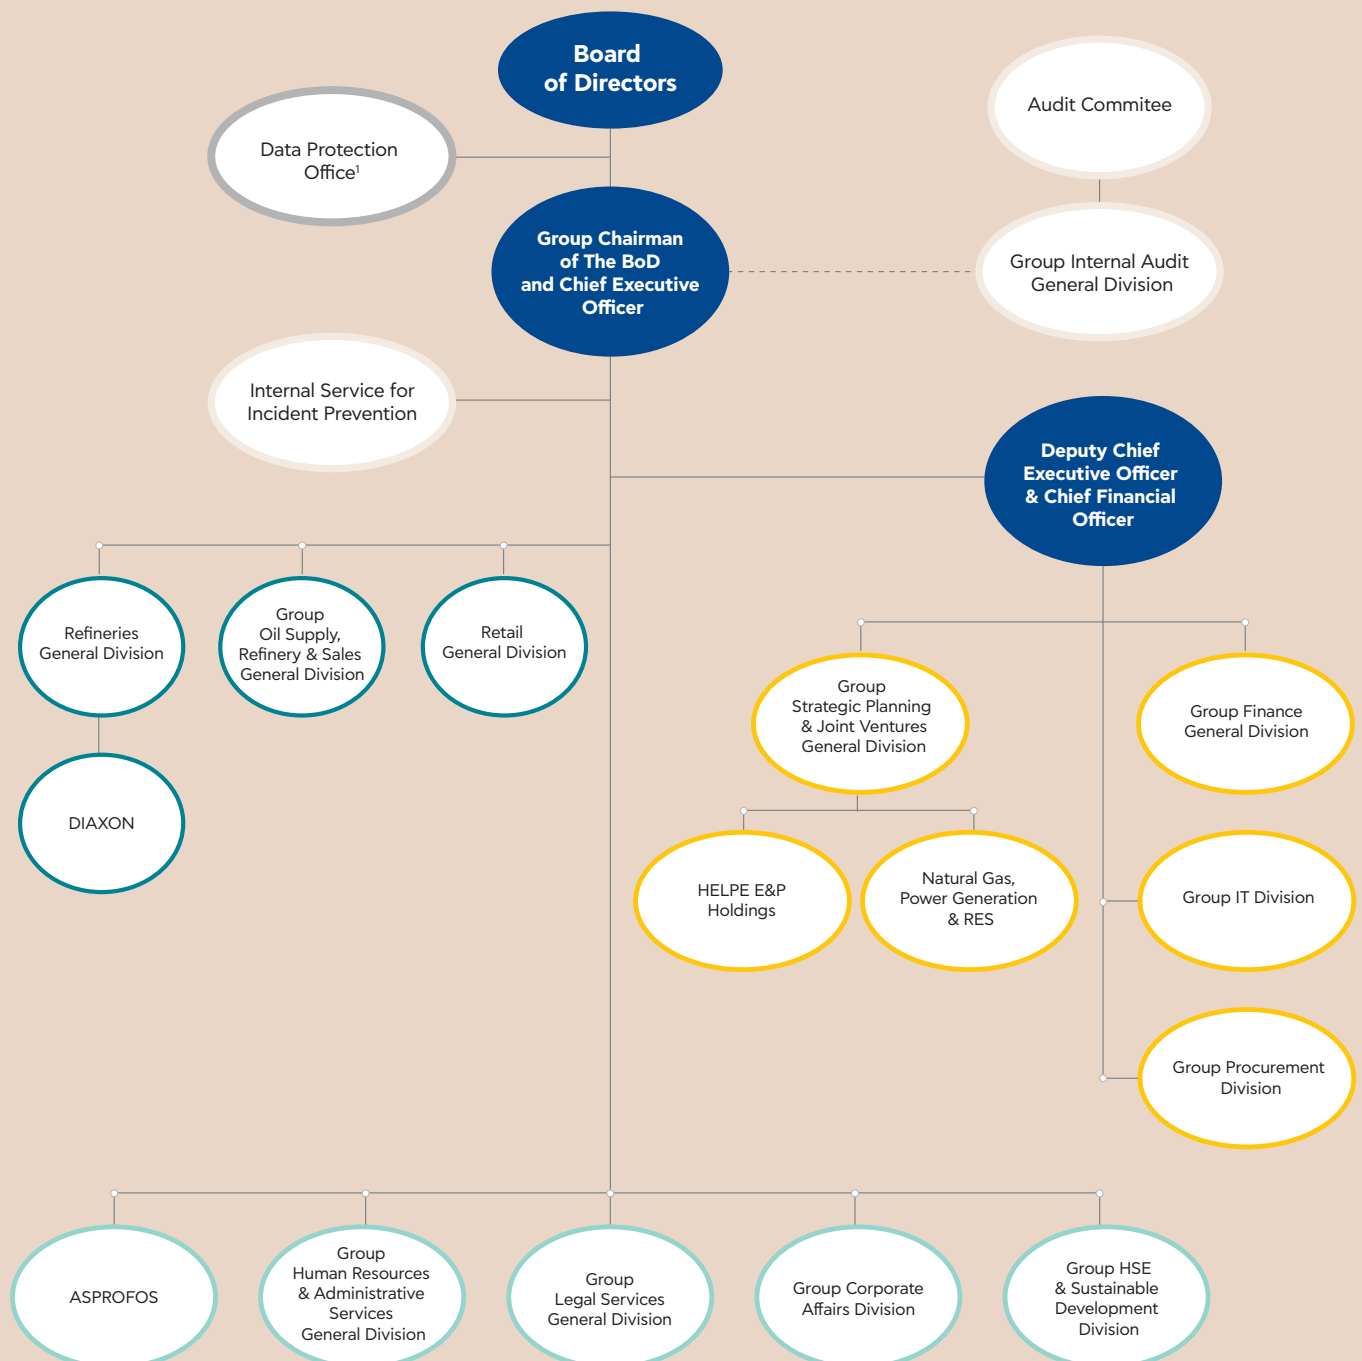 Board
of Directors
Audit Commitee
Data Protection
Office¹
Group Chairman
of The BoD
and Chief Executive
Officer
Group Internal Audit
General Division
Internal Service for
Incident Prevention
Deputy Chief
Executive Officer
& Chief Financial
Officer
Refineries
General Division
Group
Oil Supply,
Refinery & Sales
General Division
Retail
General Division
Group
Strategic Planning
& Joint Ventures
General Division
Group Finance
General Division
DIAXON
HELPE E&P
Holdings
Natural Gas,
Power Generation
& RES
Group IT Division
Group Procurement
Division
ASPROFOS
Group
Human Resources
& Administrative
Services
General Division
Group
Legal Services
General Division
Group Corporate
Affairs Division
Group HSE
& Sustainable
Development
Division